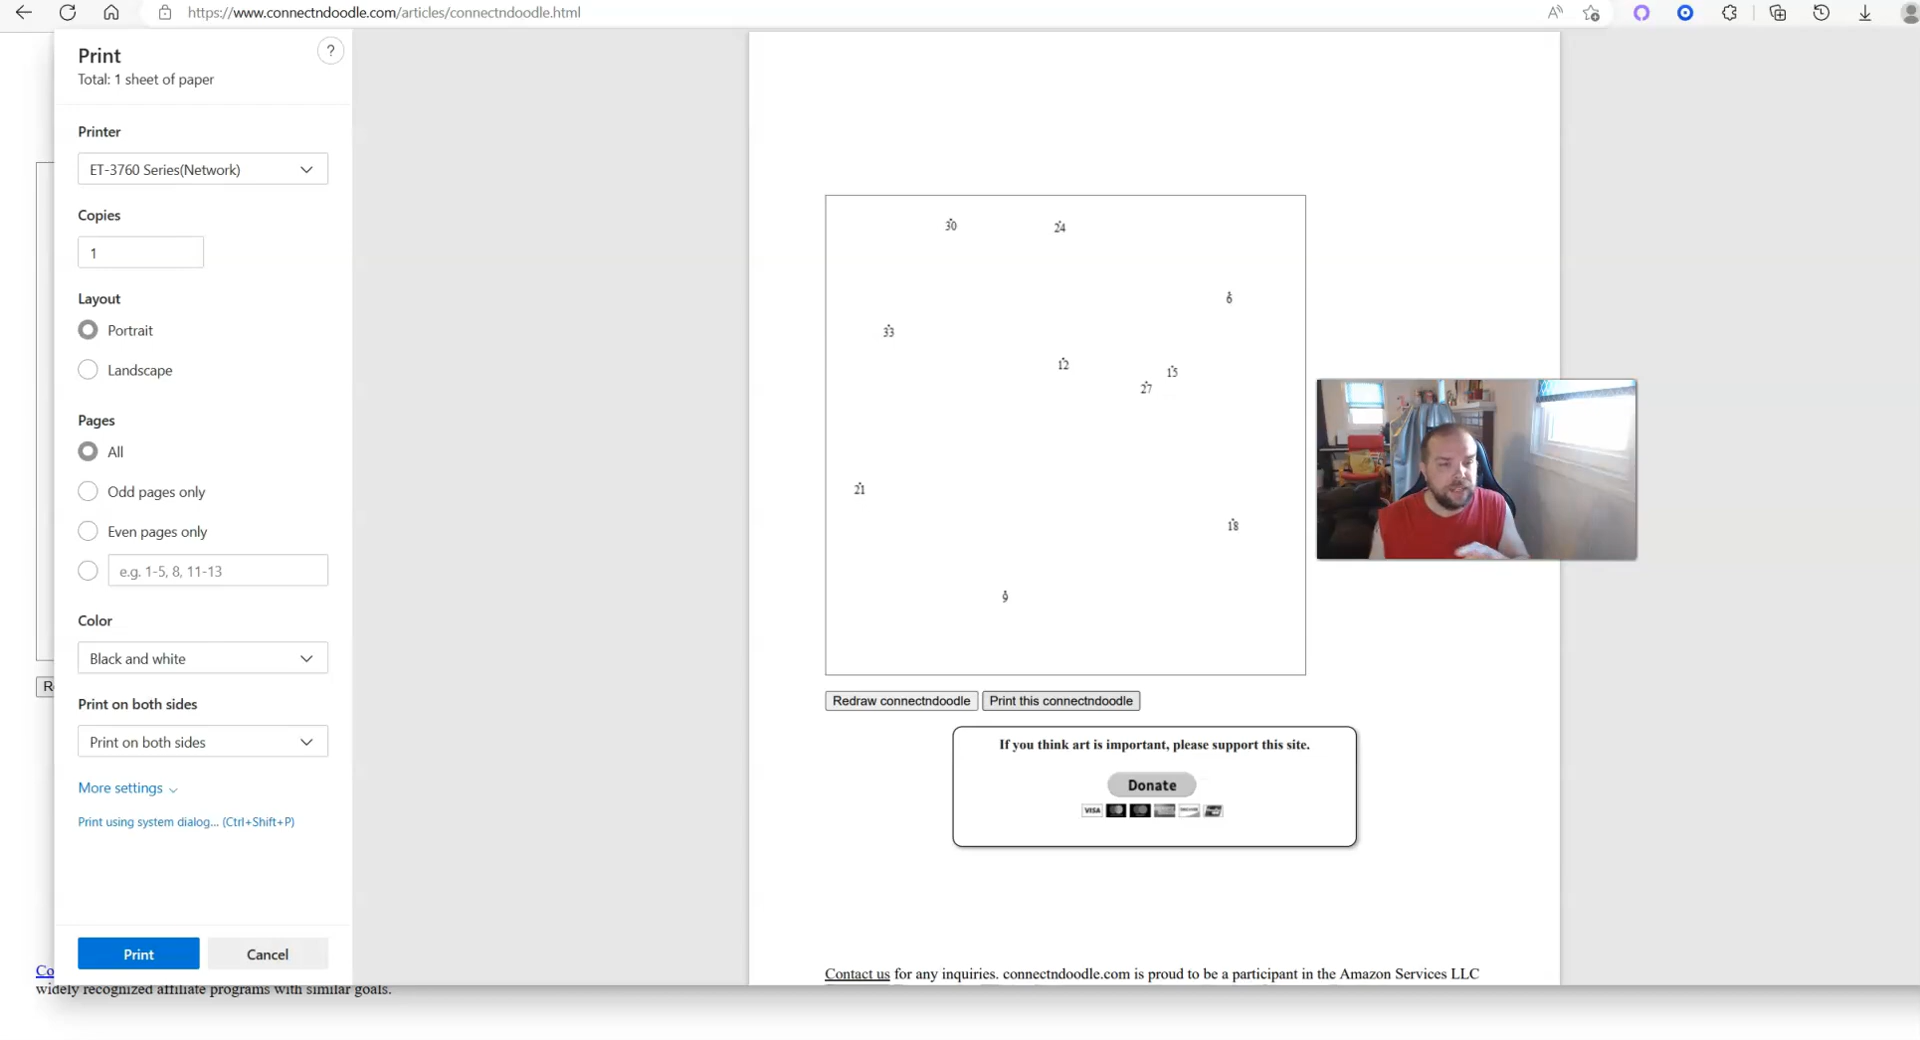 https://www.connectndoodle.com/articles/connectndoodle.html
Print
?
Total: 1 sheet of paper
Printer
ET-3760 Series(Network)
Copies
1
Layout
Portrait
Landscape
Pages
All
Odd pages only
Even pages only
e.g. 1-5, 8, 11-13
Color
Black and white
Print on both sides
Print on both sides
More settings
Print using system dialog... (Ctrl+Shift+P)
Print
Cancel
Co
widely recognized affiliate programs with similar goals.
30
24
6
33
12
15
27
21
18
9
Redraw connectndoodle
Print this connectndoodle
If you think art is important, please support this site.
Donate
VISA
Contact us for any inquiries. connectndoodle.com is proud to be a participant in the Amazon Services LLC